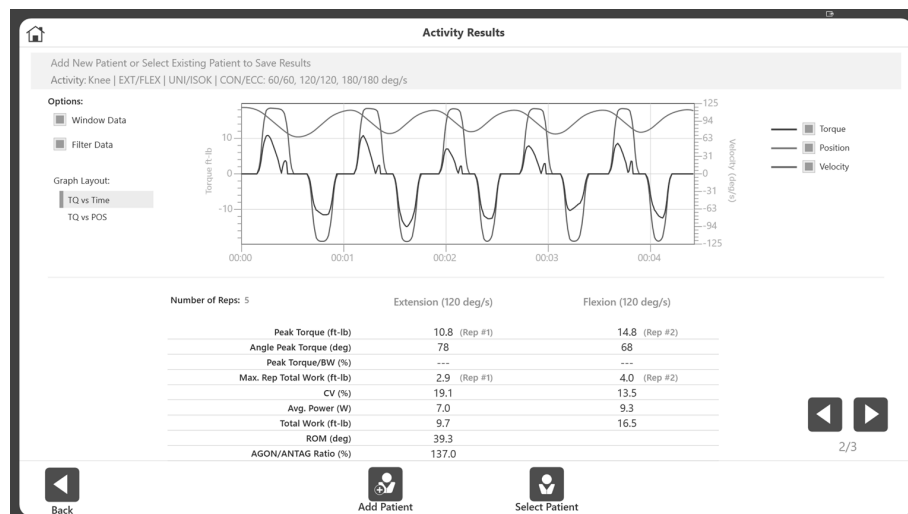 Activity Results
Add New Patient or Select Existing Patient to Save Results
Activity: Knee | EXT/FLEX | UNI/ISOK | CON/ECC: 60/60, 120/120, 180/180 deg/s
Options:
Window Data
Filter Data
Graph Layout:
TQ vs Time
TQ vs POS
Torque ft-lb
10
0
-10
00:00 00:01 00:02 00:03 00:04
125
94
63
31
0
-31
-63
-94
-125
Velocity (deg/s)
Torque
Position
Velocity
Number of Reps: 5 Extension (120 deg/s) Flexion (120 deg/s)
Peak Torque (ft-lb) 10.8 (Rep #1) 14.8 (Rep #2)
Angle Peak Torque (deg) 78 68
Peak Torque/BW (%) --- ---
Max. Rep Total Work (ft-lb) 2.9 (Rep #1) 4.0 (Rep #2)
CV (%) 19.1 13.5
Avg. Power (W) 7.0 9.3
Total Work (ft-lb) 9.7 16.5
ROM (deg) 39.3
AGON/ANTAG Ratio (%) 137.0
2/3
Back
Add Patient
Select Patient